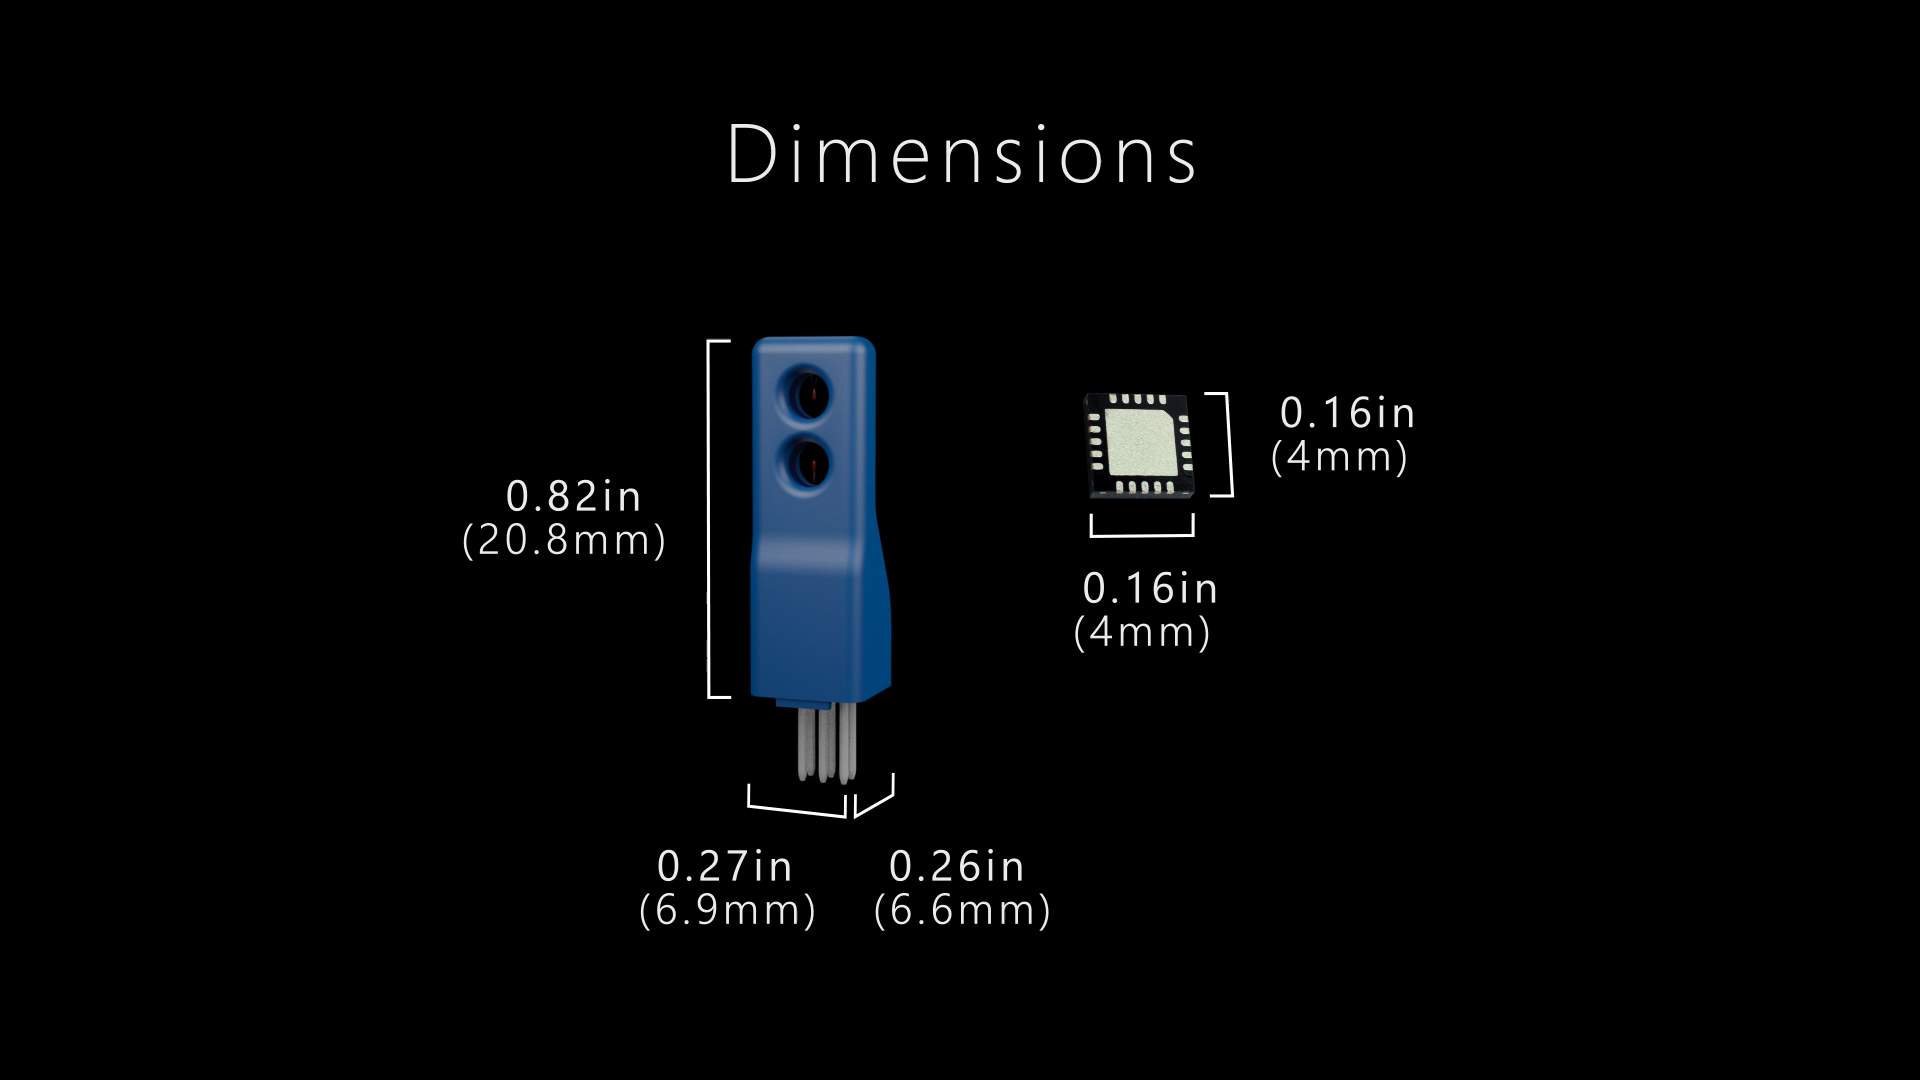 Dimensions
0.82in
(20.8mm)
0.16in
(4mm)
0.16in
(4mm)
0.27in
(6.9mm)
0.26in
(6.6mm)